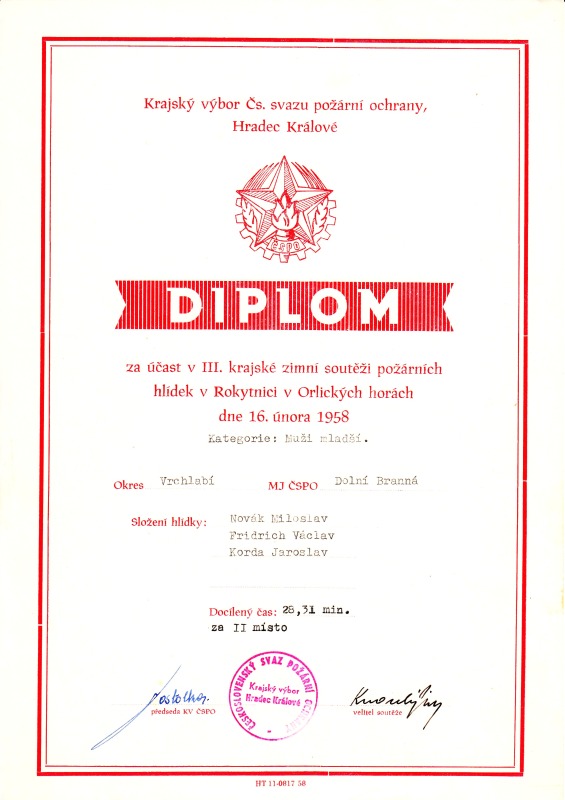 Krajský výbor Čs. svazu požární ochrany,
Hradec Králové
ČSPO
DIPLOM
za účast v III. krajské zimní soutěži požárních
hlídek v Rokytnici v Orlických horách
dne 16. února 1958
Kategorie: Muži mladší.
Okres Vrchlabí MJ ČSPO Dolní Branná
Složení hlídky: Novák Miloslav
Fridrich Václav
Korda Jaroslav
Docílený čas: 28,31 min.
za II místo
ČESKOSLOVENSKÝ SVAZ POŽÁRNÍ OCHRANY
Krajský výbor
Hradec Králové
předseda KV ČSPO
velitel soutěže
HT 11-0817 58